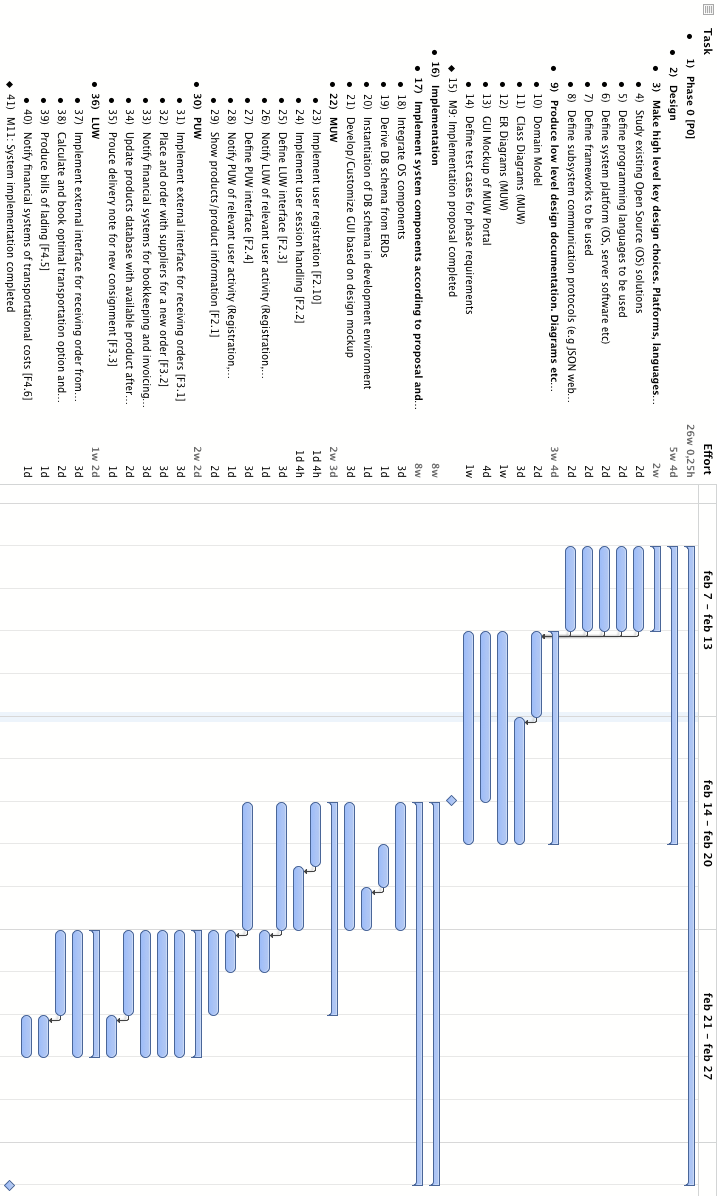 Task Effort feb 7 – feb 13 feb 14 – feb 20 feb 21 – feb 27
1) Phase 0 [P0] 26w 0,25h
2) Design 5w 4d
3) Make high level key design choices. Platforms, languages... 2w
4) Study existing Open Source (OS) solutions 2d
5) Define programming languages to be used 2d
6) Define system platform (OS, server software etc) 2d
7) Define frameworks to be used 2d
8) Define subsystem communication protocols (e.g JSON web... 2d
9) Produce low level design documentation. Diagrams etc... 3w 4d
10) Domain Model 2d
11) Class Diagrams (MUW) 3d
12) ER Diagrams (MUW) 1w
13) GUI Mockup of MUW Portal 4d
14) Define test cases for phase requirements 1w
15) M9: Implementation proposal completed
16) Implementation 8w
17) Implement system components according to proposal and... 8w
18) Integrate OS components 3d
19) Derive DB schema from ERDs 1d
20) Instantiation of DB schema in development environment 1d
21) Develop/Customize GUI based on design mockup 3d
22) MUW 2w 3d
23) Implement user registration [F2.10] 1d 4h
24) Implement user session handling [F2.2] 1d 4h
25) Define LUW interface [F2.3] 3d
26) Notify LUW of relevant user activity (Registration,... 1d
27) Define PUW interface [F2.4] 3d
28) Notify PUW of relevant user activity (Registration,... 1d
29) Show products/product information [F2.1] 2d
30) PUW 2w 2d
31) Implement external interface for receiving orders [F3.1] 3d
32) Place and order with suppliers for a new order [F3.2] 3d
33) Notify financial systems for bookkeeping and invoicing... 3d
34) Update products database with available product after... 2d
35) Prouce delivery note for new consignment [F3.3] 1d
36) LUW 1w 2d
37) Implement external interface for receiving order from... 3d
38) Calculate and book optimal transportation option and... 2d
39) Produce bills of lading [F4.5] 1d
40) Notify financial systems of transportational costs [F4.6] 1d
41) M11: System implementation completed